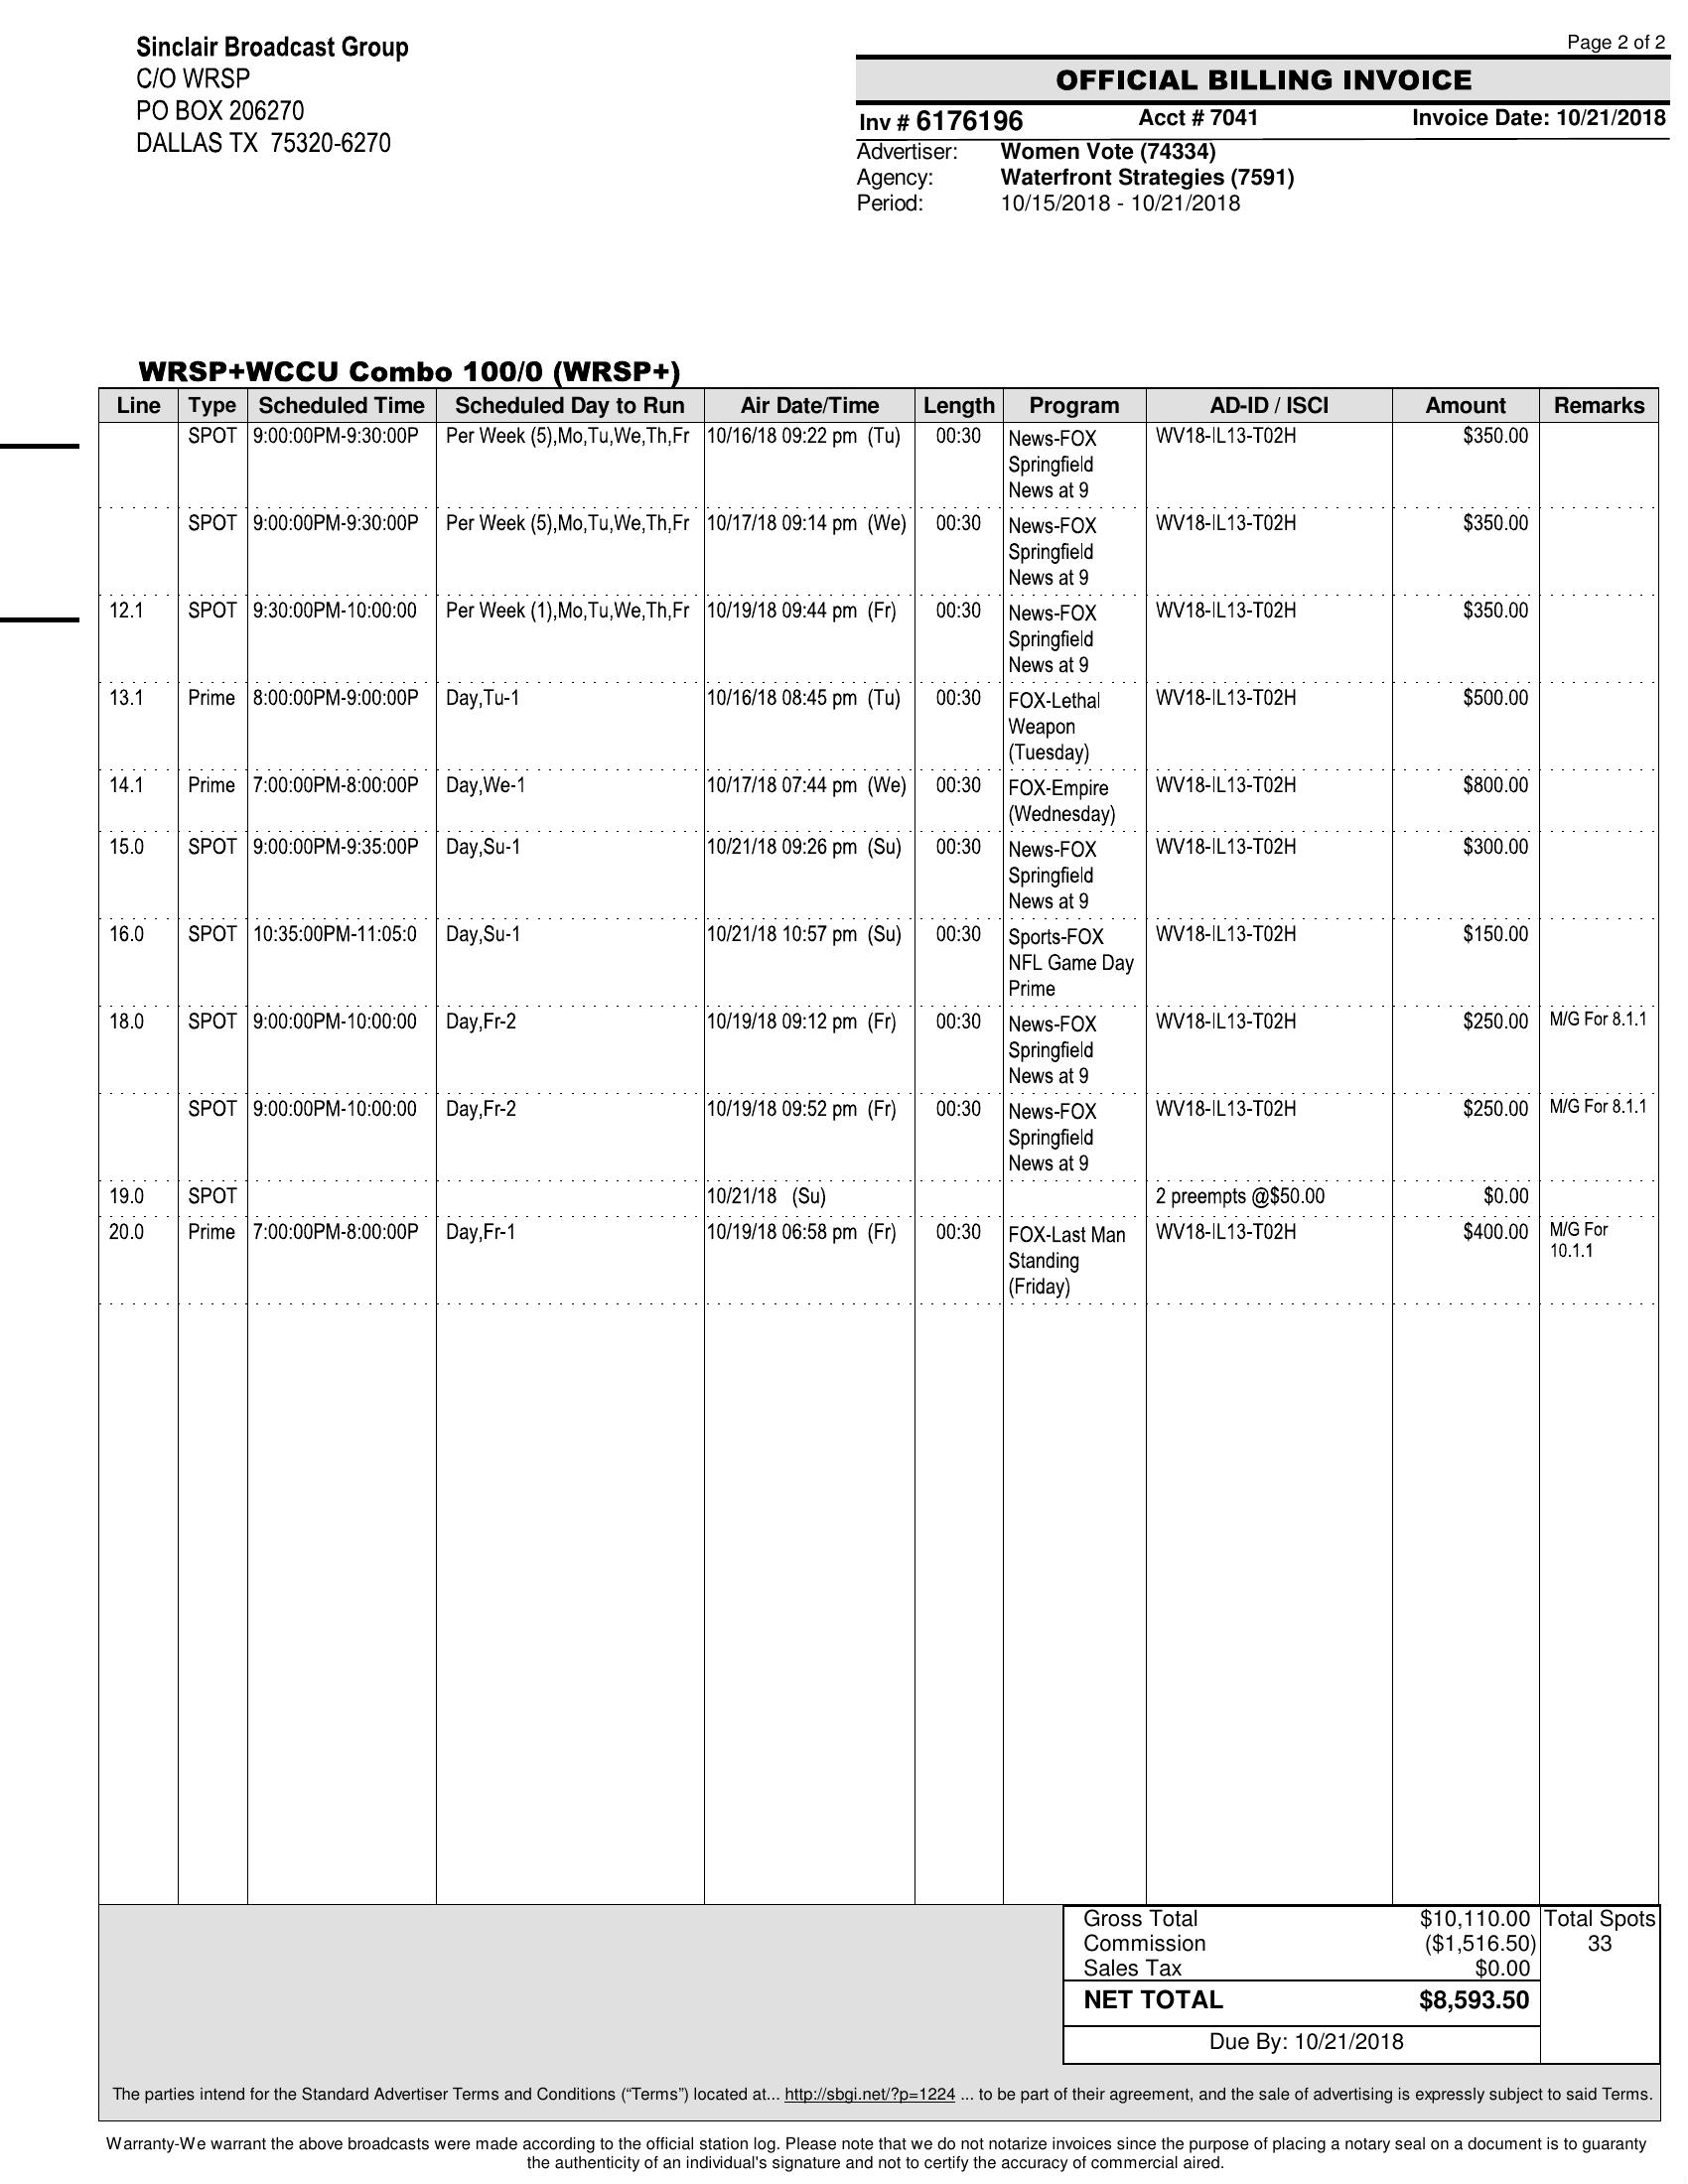 Sinclair Broadcast Group
C/O WRSP
PO BOX 206270
DALLAS TX 75320-6270
Page 2 of 2
OFFICIAL BILLING INVOICE
Inv # 6176196 Acct # 7041 Invoice Date: 10/21/2018
Advertiser: Women Vote (74334)
Agency: Waterfront Strategies (7591)
Period: 10/15/2018 - 10/21/2018
WRSP+WCCU Combo 100/0 (WRSP+)
Line Type Scheduled Time Scheduled Day to Run Air Date/Time Length Program AD-ID / ISCI Amount Remarks
SPOT 9:00:00PM-9:30:00P Per Week (5),Mo,Tu,We,Th,Fr 10/16/18 09:22 pm (Tu) 00:30 News-FOX WV18-IL13-T02H $350.00
Springfield
News at 9
SPOT 9:00:00PM-9:30:00P Per Week (5),Mo,Tu,We,Th,Fr 10/17/18 09:14 pm (We) 00:30 News-FOX WV18-IL13-T02H $350.00
Springfield
News at 9
12.1 SPOT 9:30:00PM-10:00:00 Per Week (1),Mo,Tu,We,Th,Fr 10/19/18 09:44 pm (Fr) 00:30 News-FOX WV18-IL13-T02H $350.00
Springfield
News at 9
13.1 Prime 8:00:00PM-9:00:00P Day,Tu-1 10/16/18 08:45 pm (Tu) 00:30 FOX-Lethal WV18-IL13-T02H $500.00
Weapon
(Tuesday)
14.1 Prime 7:00:00PM-8:00:00P Day,We-1 10/17/18 07:44 pm (We) 00:30 FOX-Empire WV18-IL13-T02H $800.00
(Wednesday)
15.0 SPOT 9:00:00PM-9:35:00P Day,Su-1 10/21/18 09:26 pm (Su) 00:30 News-FOX WV18-IL13-T02H $300.00
Springfield
News at 9
16.0 SPOT 10:35:00PM-11:05:0 Day,Su-1 10/21/18 10:57 pm (Su) 00:30 Sports-FOX WV18-IL13-T02H $150.00
NFL Game Day
Prime
18.0 SPOT 9:00:00PM-10:00:00 Day,Fr-2 10/19/18 09:12 pm (Fr) 00:30 News-FOX WV18-IL13-T02H $250.00 M/G For 8.1.1
Springfield
News at 9
SPOT 9:00:00PM-10:00:00 Day,Fr-2 10/19/18 09:52 pm (Fr) 00:30 News-FOX WV18-IL13-T02H $250.00 M/G For 8.1.1
Springfield
News at 9
19.0 SPOT 10/21/18 (Su) 2 preempts @$50.00 $0.00
20.0 Prime 7:00:00PM-8:00:00P Day,Fr-1 10/19/18 06:58 pm (Fr) 00:30 FOX-Last Man WV18-IL13-T02H $400.00 M/G For
Standing 10.1.1
(Friday)
Gross Total $10,110.00 Total Spots
Commission ($1,516.50) 33
Sales Tax $0.00
NET TOTAL $8,593.50
Due By: 10/21/2018
The parties intend for the Standard Advertiser Terms and Conditions (“Terms”) located at... http://sbgi.net/?p=1224 ... to be part of their agreement, and the sale of advertising is expressly subject to said Terms.
Warranty-We warrant the above broadcasts were made according to the official station log. Please note that we do not notarize invoices since the purpose of placing a notary seal on a document is to guaranty
the authenticity of an individual's signature and not to certify the accuracy of commercial aired.